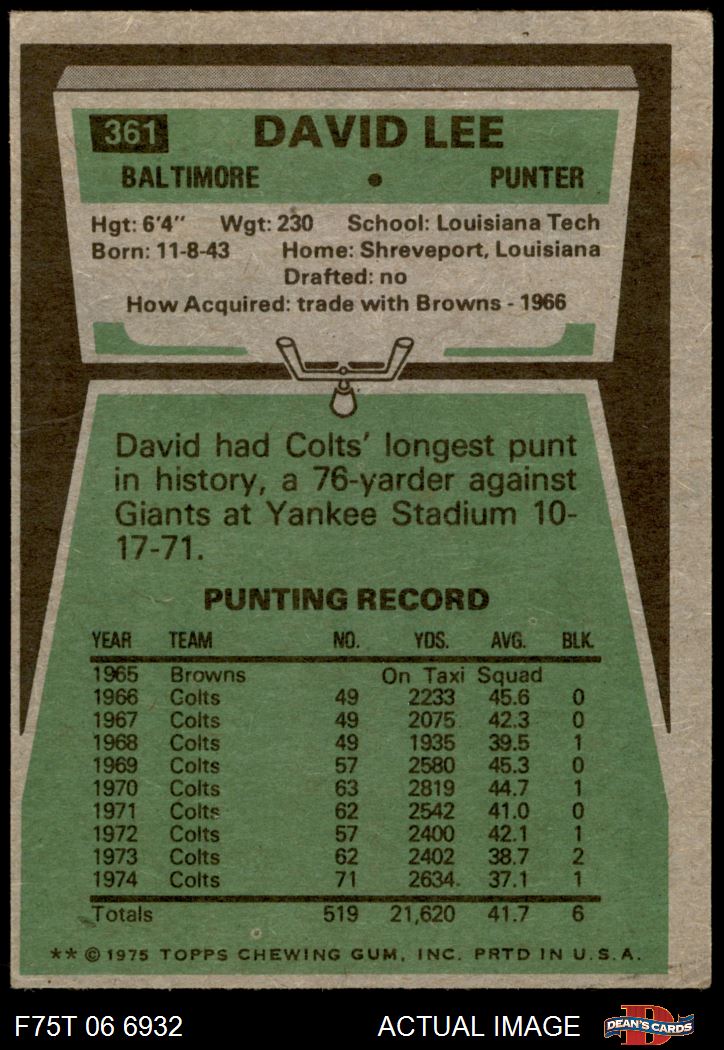 361 DAVID LEE
BALTIMORE • PUNTER
Hgt: 6'4" Wgt: 230 School: Louisiana Tech
Born: 11-8-43 Home: Shreveport, Louisiana
Drafted: no
How Acquired: trade with Browns - 1966
David had Colts' longest punt
in history, a 76-yarder against
Giants at Yankee Stadium 10-
17-71.
PUNTING RECORD
YEAR TEAM NO. YDS. AVG. BLK.
1965 Browns On Taxi Squad
1966 Colts 49 2233 45.6 0
1967 Colts 49 2075 42.3 0
1968 Colts 49 1935 39.5 1
1969 Colts 57 2580 45.3 0
1970 Colts 63 2819 44.7 1
1971 Colts 62 2542 41.0 0
1972 Colts 57 2400 42.1 1
1973 Colts 62 2402 38.7 2
1974 Colts 71 2634 37.1 1
Totals 519 21,620 41.7 6
** © 1975 TOPPS CHEWING GUM, INC. PRTD IN U.S.A.
F75T 06 6932 ACTUAL IMAGE D DEAN'S CARDS